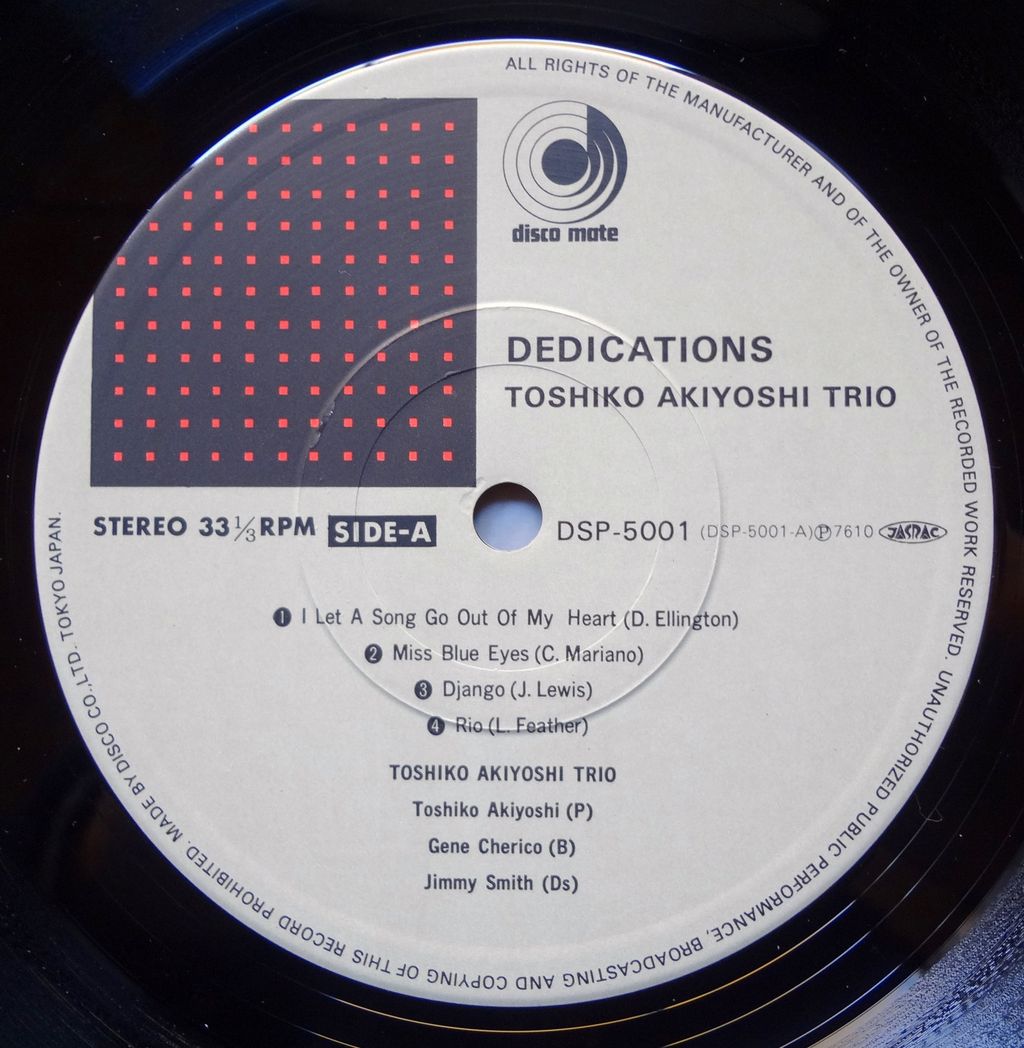 ALL RIGHTS OF THE MANUFACTURER AND OF THE OWNER OF THE RECORDED WORK RESERVED. UNAUTHORIZED PUBLIC PERFORMANCE, BROADCASTING AND COPYING OF THIS RECORD PROHIBITED. MADE BY DISCO CO.,LTD. TOKYO JAPAN.
disco mate
DEDICATIONS
TOSHIKO AKIYOSHI TRIO
STEREO 33⅓RPM SIDE-A DSP-5001 (DSP-5001-A)Ⓟ7610 JASRAC
❶ I Let A Song Go Out Of My Heart (D. Ellington)
❷ Miss Blue Eyes (C. Mariano)
❸ Django (J. Lewis)
❹ Rio (L. Feather)
TOSHIKO AKIYOSHI TRIO
Toshiko Akiyoshi (P)
Gene Cherico (B)
Jimmy Smith (Ds)